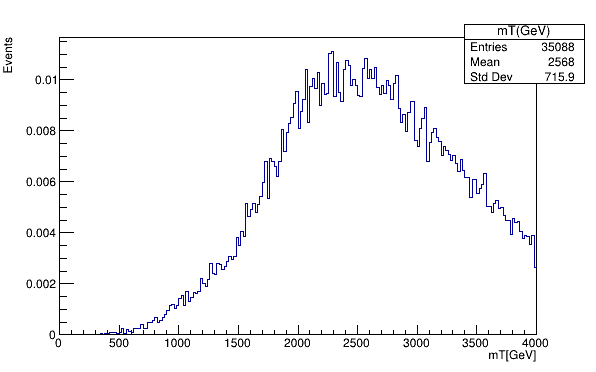 mT(GeV)
Entries 35088
Mean 2568
Std Dev 715.9
Events
0.01
0.008
0.006
0.004
0.002
0
0 500 1000 1500 2000 2500 3000 3500 4000
mT[GeV]